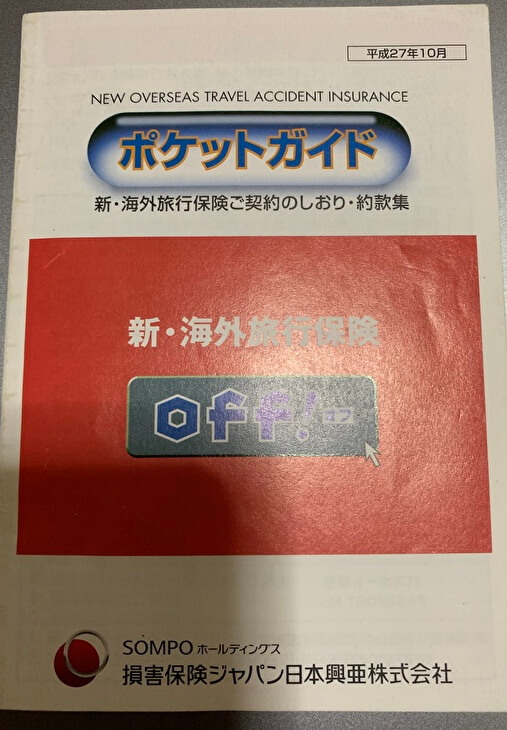 平成27年10月
NEW OVERSEAS TRAVEL ACCIDENT INSURANCE
ポケットガイド
新・海外旅行保険ご契約のしおり・約款集
新・海外旅行保険
off! オフ
SOMPO ホールディングス
損害保険ジャパン日本興亜株式会社